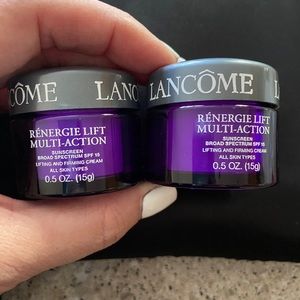 COME LANC
RÉNERGIE LIFT
MULTI-ACTION
SUNSCREEN
BROAD SPECTRUM SPF 15
LIFTING AND FIRMING CREAM
ALL SKIN TYPES
0.5 OZ. (15g)
LANCÔME
RÉNERGIE LIFT
MULTI-ACTION
SUNSCREEN
BROAD SPECTRUM SPF 15
LIFTING AND FIRMING CREAM
ALL SKIN TYPES
0.5 OZ. (15g)